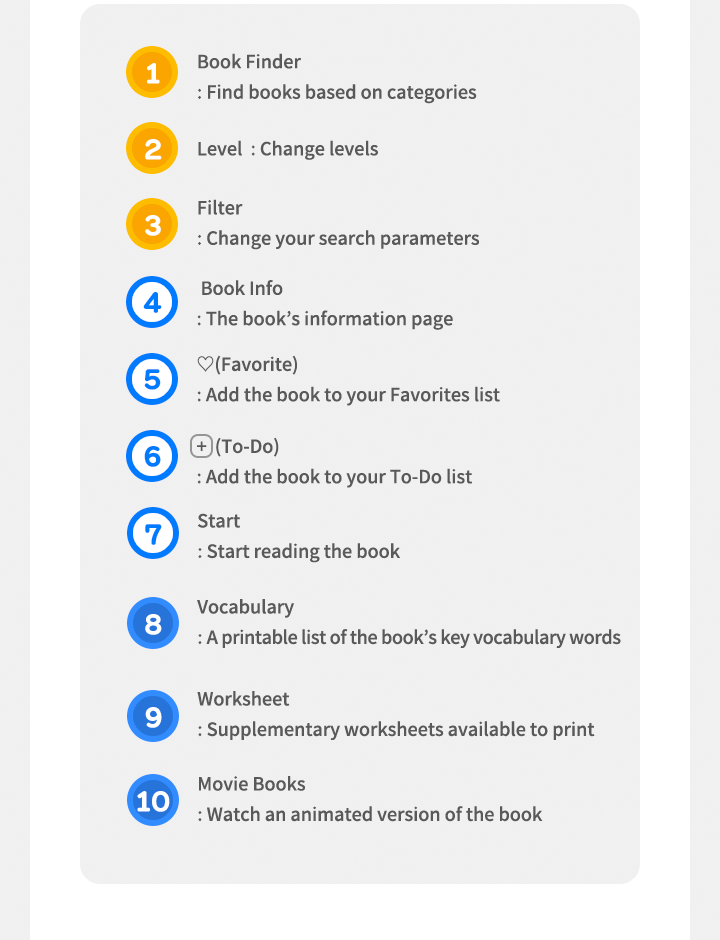 1
Book Finder
: Find books based on categories
2
Level : Change levels
3
Filter
: Change your search parameters
4
Book Info
: The book’s information page
5
♡(Favorite)
: Add the book to your Favorites list
6
+ (To-Do)
: Add the book to your To-Do list
7
Start
: Start reading the book
8
Vocabulary
: A printable list of the book’s key vocabulary words
9
Worksheet
: Supplementary worksheets available to print
10
Movie Books
: Watch an animated version of the book